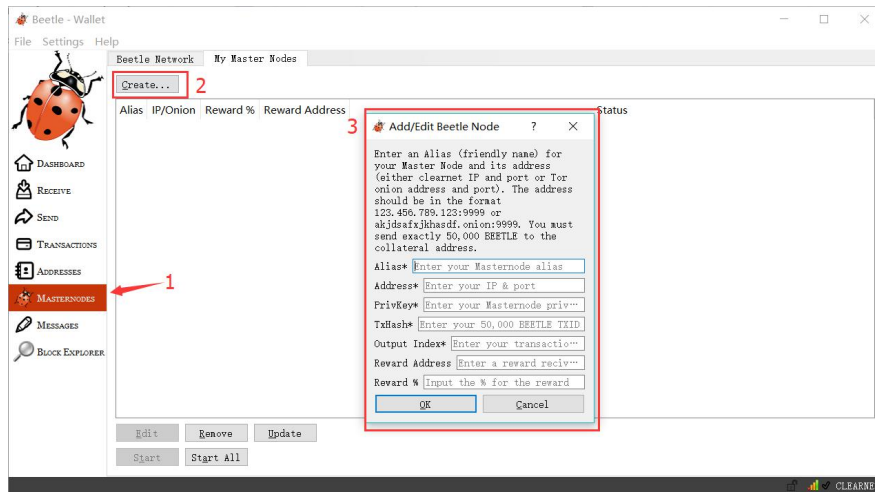 Beetle - Wallet
File Settings Help
Beetle Network My Master Nodes
Create... 2
Alias IP/Onion Reward % Reward Address Status
3
Add/Edit Beetle Node ?
Enter an Alias (friendly name) for
your Master Node and its address
(either clearnet IP and port or Tor
onion address and port). The address
should be in the format
123.456.789.123:9999 or
akjdsafxjkhasdf.onion:9999. You must
send exactly 50,000 BEETLE to the
collateral address.
Alias* Enter your Masternode alias
Address* Enter your IP & port
PrivKey* Enter your Masternode priv...
TxHash* Enter your 50,000 BEETLE TXID
Output Index* Enter your transactio...
Reward Address Enter a reward reciv...
Reward % Input the % for the reward
OK Cancel
DASHBOARD
RECEIVE
SEND
TRANSACTIONS
ADDRESSES
MASTERNODES
1
MESSAGES
BLOCK EXPLORER
Edit Remove Update
Start Start All
CLEARNE